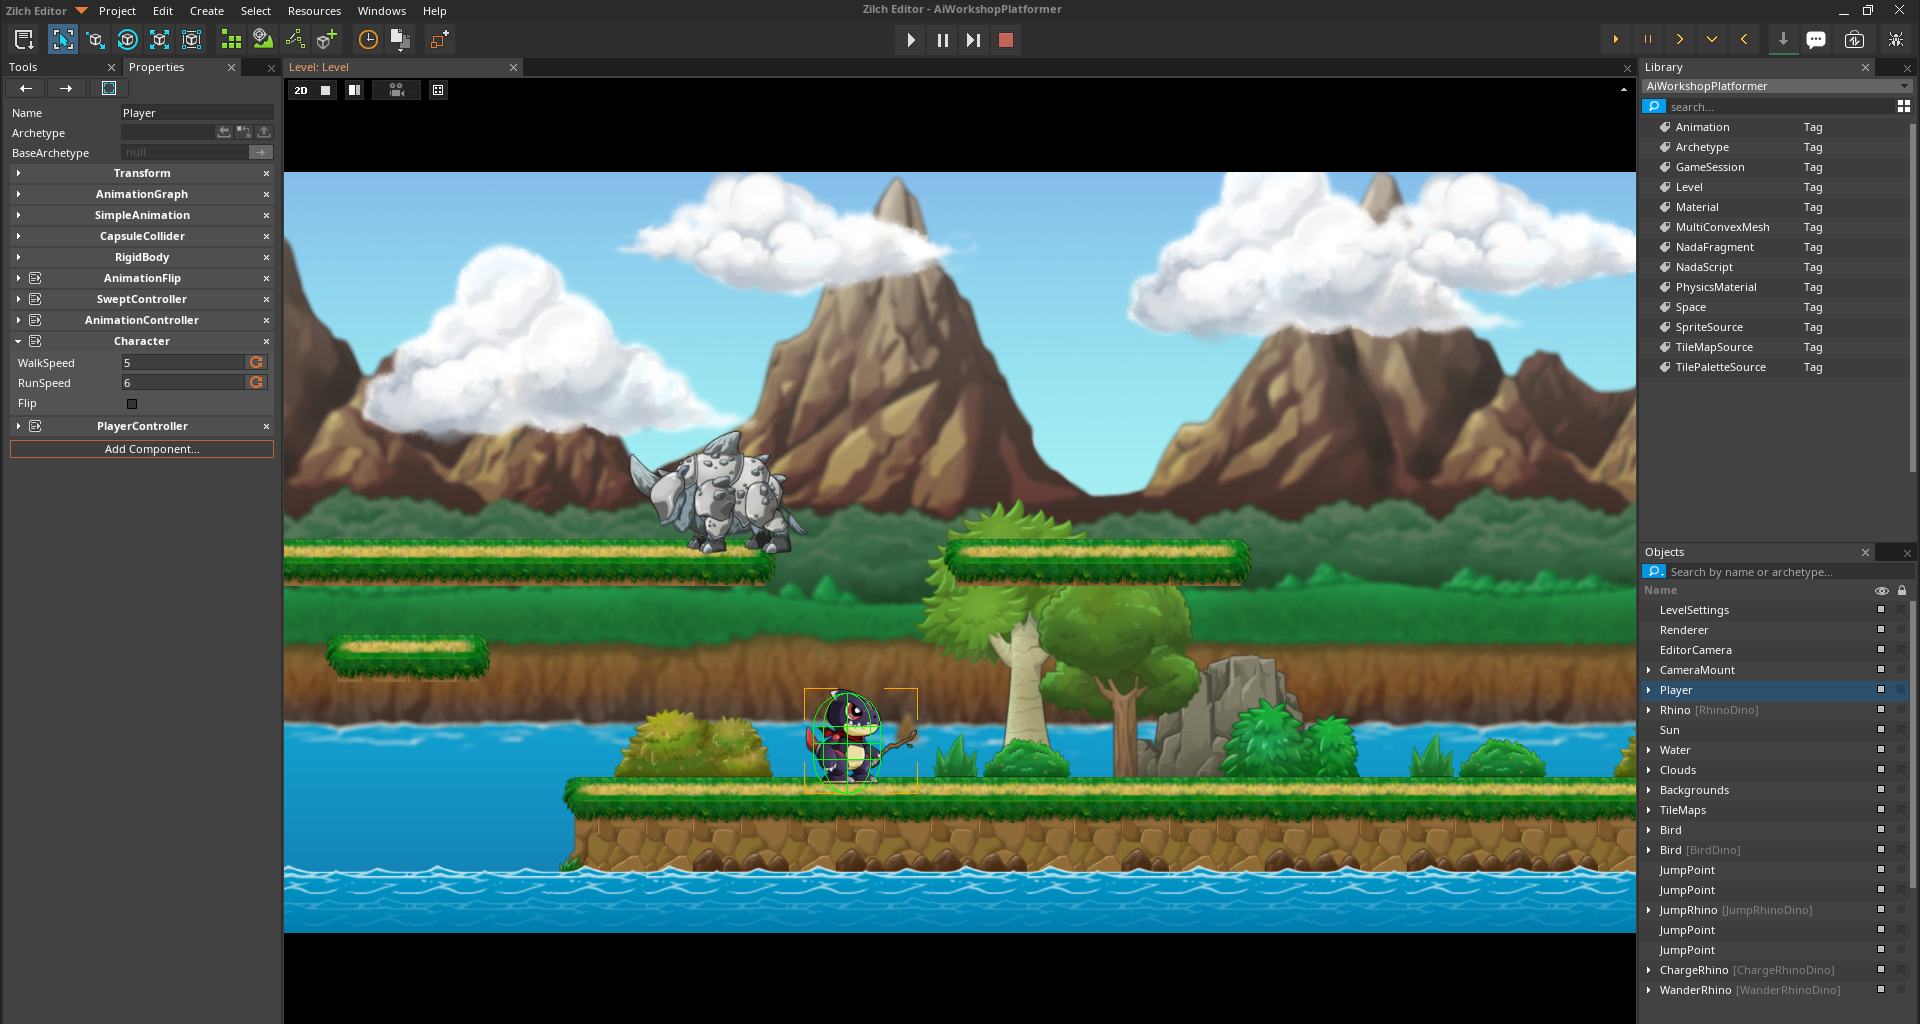 Zilch Editor Project Edit Create Select Resources Windows Help
Zilch Editor - AiWorkshopPlatformer
Tools
Properties
Name Player
Archetype
BaseArchetype null
Transform
AnimationGraph
SimpleAnimation
CapsuleCollider
RigidBody
AnimationFlip
SweptController
AnimationController
Character
WalkSpeed 5
RunSpeed 6
Flip
PlayerController
Add Component...
Level: Level
2D
Library
AiWorkshopPlatformer
search...
Animation Tag
Archetype Tag
GameSession Tag
Level Tag
Material Tag
MultiConvexMesh Tag
NadaFragment Tag
NadaScript Tag
PhysicsMaterial Tag
Space Tag
SpriteSource Tag
TileMapSource Tag
TilePaletteSource Tag
Objects
Search by name or archetype...
Name
LevelSettings
Renderer
EditorCamera
CameraMount
Player
Rhino [RhinoDino]
Sun
Water
Clouds
Backgrounds
TileMaps
Bird
Bird [BirdDino]
JumpPoint
JumpPoint
JumpRhino [JumpRhinoDino]
JumpPoint
JumpPoint
ChargeRhino [ChargeRhinoDino]
WanderRhino [WanderRhinoDino]